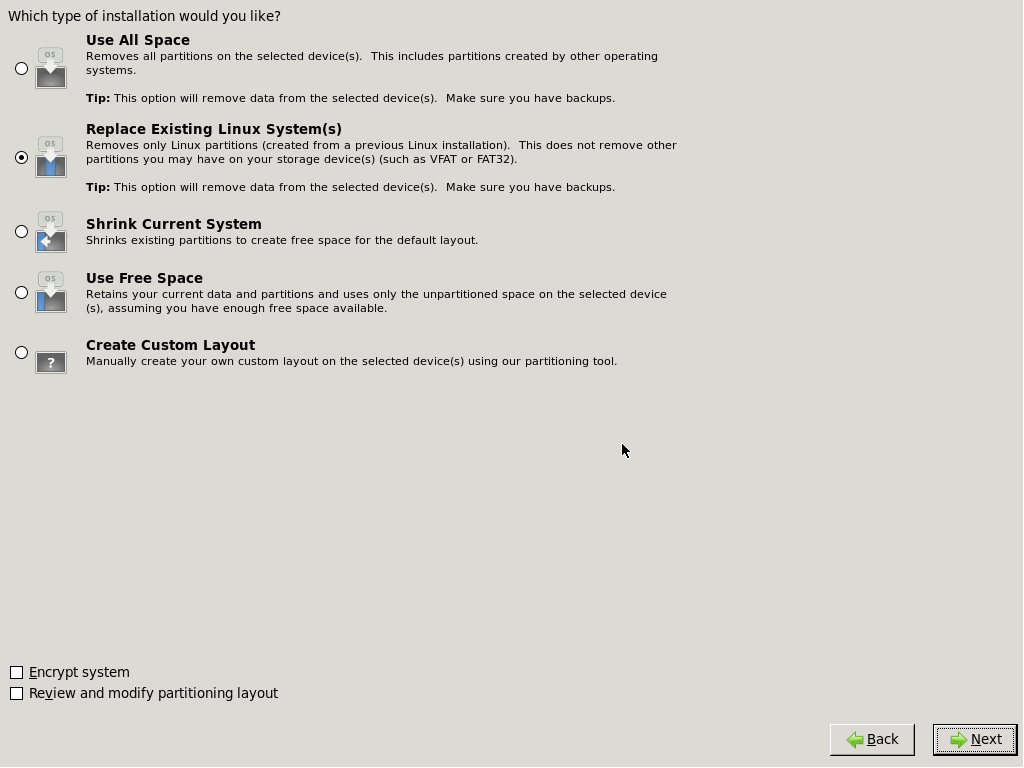 Which type of installation would you like?
OS
Use All Space
Removes all partitions on the selected device(s).  This includes partitions created by other operating
systems.
Tip: This option will remove data from the selected device(s).  Make sure you have backups.
OS
Replace Existing Linux System(s)
Removes only Linux partitions (created from a previous Linux installation).  This does not remove other
partitions you may have on your storage device(s) (such as VFAT or FAT32).
Tip: This option will remove data from the selected device(s).  Make sure you have backups.
OS
Shrink Current System
Shrinks existing partitions to create free space for the default layout.
OS
Use Free Space
Retains your current data and partitions and uses only the unpartitioned space on the selected device
(s), assuming you have enough free space available.
?
Create Custom Layout
Manually create your own custom layout on the selected device(s) using our partitioning tool.
Encrypt system
Review and modify partitioning layout
Back
Next